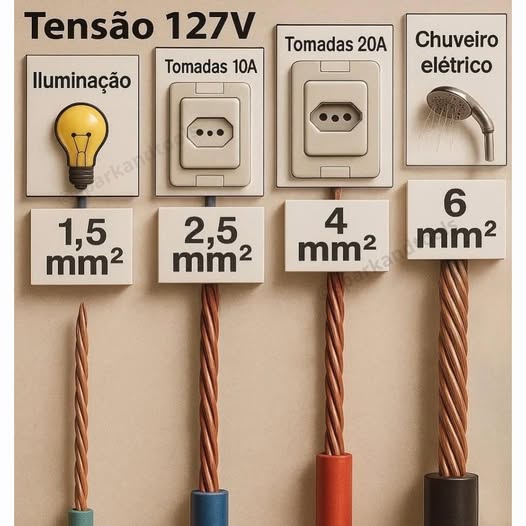 Tensão 127V
Iluminação
Tomadas 10A
Tomadas 20A
Chuveiro
elétrico
1,5
mm²
2,5
mm²
4
mm²
6
mm²